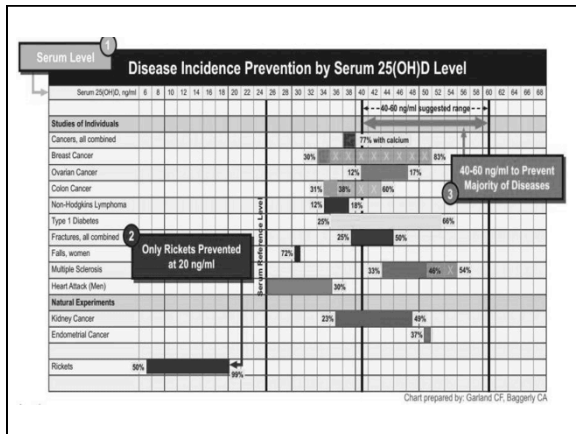 Serum Level
1
Disease Incidence Prevention by Serum 25(OH)D Level
Serum 25(OH)D, ng/ml 6 8 10 12 14 16 18 20 22 24 26 28 30 32 34 36 38 40 42 44 46 48 50 52 54 56 58 60 62 64 66 68
40-60 ng/ml suggested range
Studies of Individuals
Cancers, all combined 77% with calcium
Breast Cancer 30% 83%
Ovarian Cancer 12% 17%
Colon Cancer 31% 38% 60%
Non-Hodgkins Lymphoma 12% 18%
Type 1 Diabetes 25% 66%
Fractures, all combined 25% 50%
Falls, women 72%
Multiple Sclerosis 33% 46% 54%
Heart Attack (Men) 30%
Natural Experiments
Kidney Cancer 23% 49%
Endometrial Cancer 37%
Rickets 50% 99%
Serum Reference Level
2
Only Rickets Prevented
at 20 ng/ml
40-60 ng/ml to Prevent
Majority of Diseases
3
Chart prepared by: Garland CF, Baggerly CA